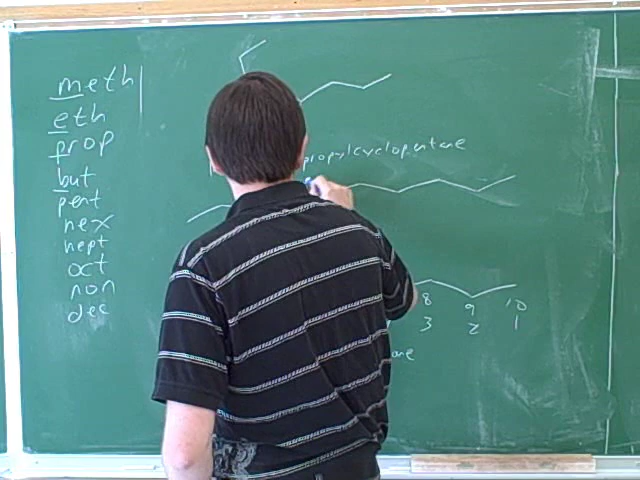 meth
eth
prop
but
pent
hex
hept
oct
non
dec
propylcyclopentane
8 9 10
3 2 1
ane